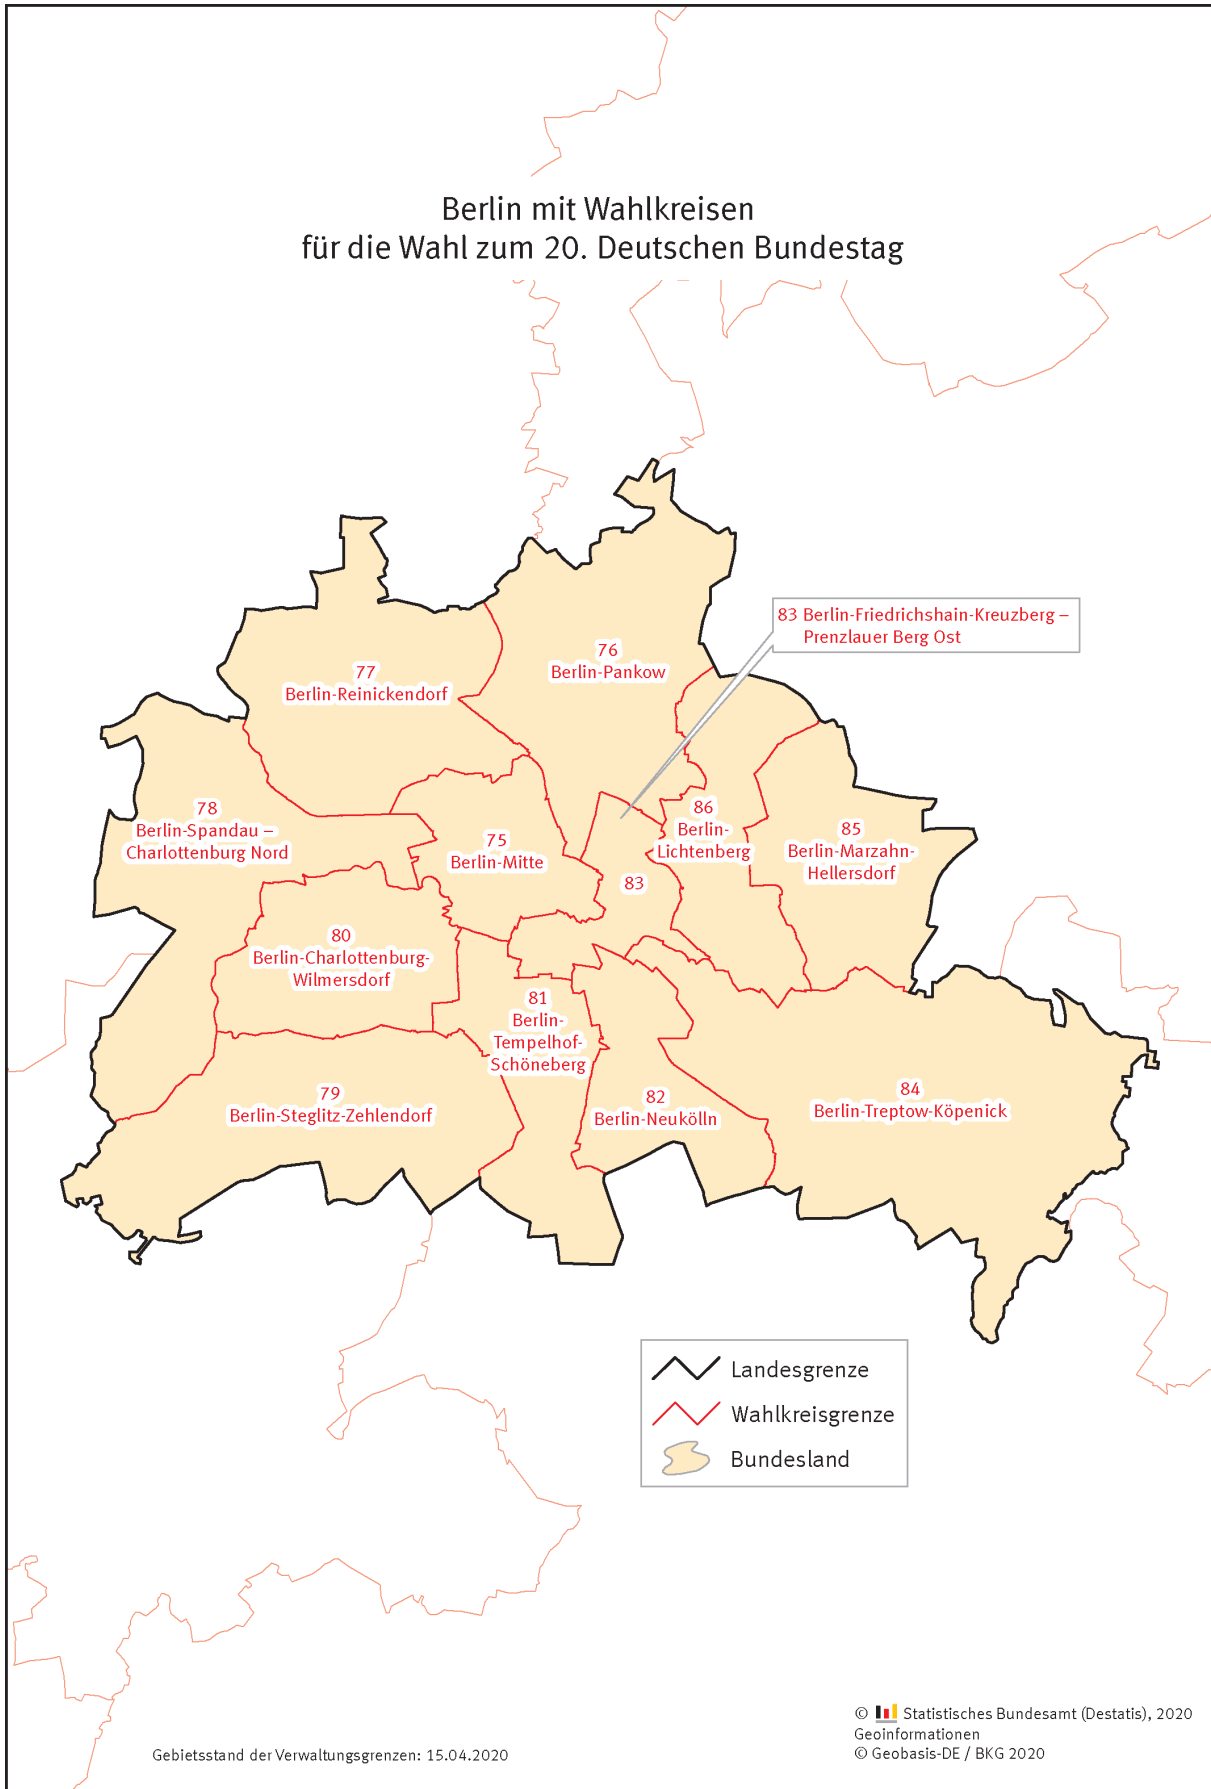 Berlin mit Wahlkreisen
für die Wahl zum 20. Deutschen Bundestag
83 Berlin-Friedrichshain-Kreuzberg –
Prenzlauer Berg Ost
76
Berlin-Pankow
77
Berlin-Reinickendorf
78
Berlin-Spandau –
Charlottenburg Nord
75
Berlin-Mitte
86
Berlin-
Lichtenberg
85
Berlin-Marzahn-
Hellersdorf
83
80
Berlin-Charlottenburg-
Wilmersdorf
81
Berlin-
Tempelhof-
Schöneberg
79
Berlin-Steglitz-Zehlendorf
82
Berlin-Neukölln
84
Berlin-Treptow-Köpenick
Landesgrenze
Wahlkreisgrenze
Bundesland
Gebietsstand der Verwaltungsgrenzen: 15.04.2020
© Statistisches Bundesamt (Destatis), 2020
Geoinformationen
© Geobasis-DE / BKG 2020